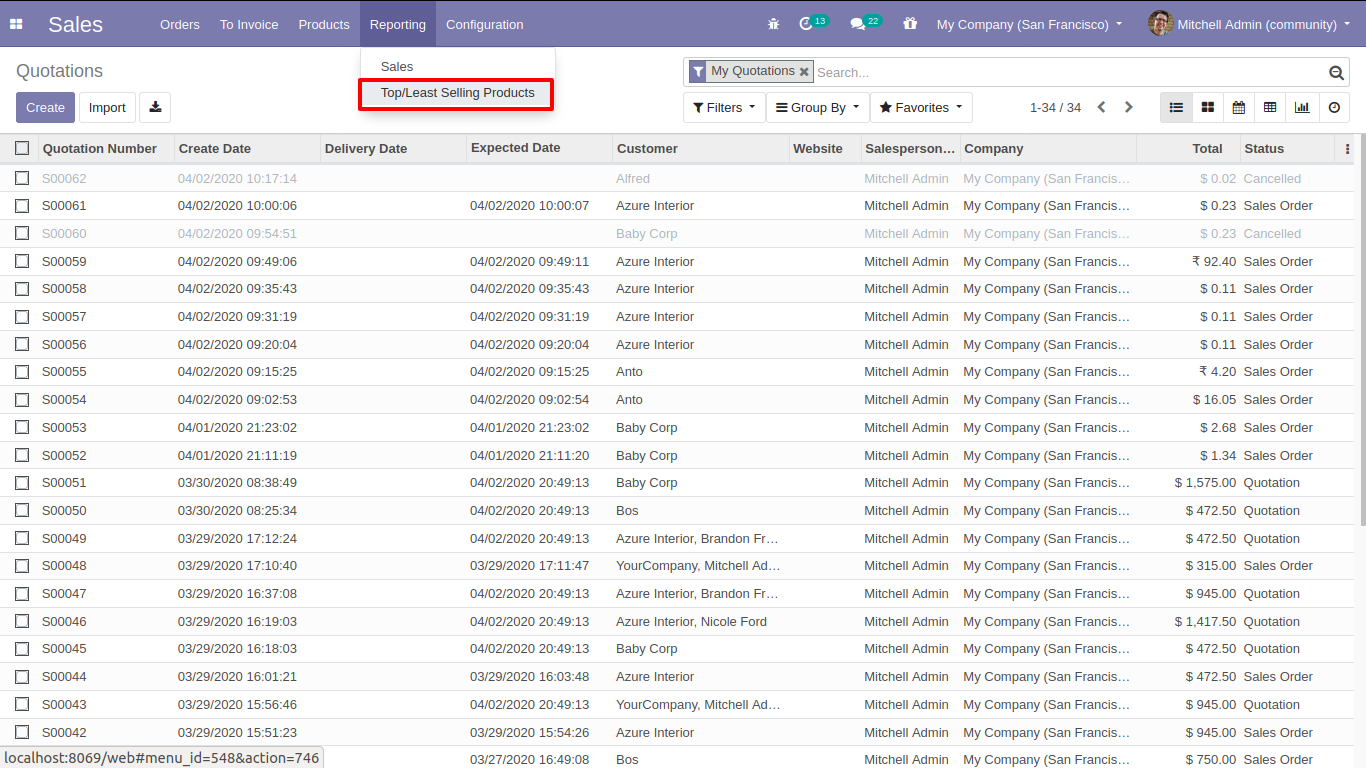 Sales Orders To Invoice Products Reporting Configuration 13 22 My Company (San Francisco) Mitchell Admin (community)
Sales
Top/Least Selling Products
Quotations My Quotations Search...
Create Import Filters Group By Favorites 1-34 / 34
Quotation Number Create Date Delivery Date Expected Date Customer Website Salesperson... Company Total Status
S00062 04/02/2020 10:17:14 Alfred Mitchell Admin My Company (San Francis... $ 0.02 Cancelled
S00061 04/02/2020 10:00:06 04/02/2020 10:00:07 Azure Interior Mitchell Admin My Company (San Francis... $ 0.23 Sales Order
S00060 04/02/2020 09:54:51 Baby Corp Mitchell Admin My Company (San Francis... $ 0.23 Cancelled
S00059 04/02/2020 09:49:06 04/02/2020 09:49:11 Azure Interior Mitchell Admin My Company (San Francis... ₹ 92.40 Sales Order
S00058 04/02/2020 09:35:43 04/02/2020 09:35:43 Azure Interior Mitchell Admin My Company (San Francis... $ 0.11 Sales Order
S00057 04/02/2020 09:31:19 04/02/2020 09:31:19 Azure Interior Mitchell Admin My Company (San Francis... $ 0.11 Sales Order
S00056 04/02/2020 09:20:04 04/02/2020 09:20:04 Azure Interior Mitchell Admin My Company (San Francis... $ 0.11 Sales Order
S00055 04/02/2020 09:15:25 04/02/2020 09:15:25 Anto Mitchell Admin My Company (San Francis... ₹ 4.20 Sales Order
S00054 04/02/2020 09:02:53 04/02/2020 09:02:54 Anto Mitchell Admin My Company (San Francis... $ 16.05 Sales Order
S00053 04/01/2020 21:23:02 04/01/2020 21:23:02 Baby Corp Mitchell Admin My Company (San Francis... $ 2.68 Sales Order
S00052 04/01/2020 21:11:19 04/01/2020 21:11:20 Baby Corp Mitchell Admin My Company (San Francis... $ 1.34 Sales Order
S00051 03/30/2020 08:38:49 04/02/2020 20:49:13 Baby Corp Mitchell Admin My Company (San Francis... $ 1,575.00 Quotation
S00050 03/30/2020 08:25:34 04/02/2020 20:49:13 Bos Mitchell Admin My Company (San Francis... $ 472.50 Quotation
S00049 03/29/2020 17:12:24 04/02/2020 20:49:13 Azure Interior, Brandon Fr... Mitchell Admin My Company (San Francis... $ 472.50 Quotation
S00048 03/29/2020 17:10:40 03/29/2020 17:11:47 YourCompany, Mitchell Ad... Mitchell Admin My Company (San Francis... $ 315.00 Sales Order
S00047 03/29/2020 16:37:08 04/02/2020 20:49:13 Azure Interior, Brandon Fr... Mitchell Admin My Company (San Francis... $ 945.00 Quotation
S00046 03/29/2020 16:19:03 04/02/2020 20:49:13 Azure Interior, Nicole Ford Mitchell Admin My Company (San Francis... $ 1,417.50 Quotation
S00045 03/29/2020 16:18:03 04/02/2020 20:49:13 Baby Corp Mitchell Admin My Company (San Francis... $ 472.50 Quotation
S00044 03/29/2020 16:01:21 03/29/2020 16:03:48 Azure Interior Mitchell Admin My Company (San Francis... $ 472.50 Sales Order
S00043 03/29/2020 15:56:46 04/02/2020 20:49:13 YourCompany, Mitchell Ad... Mitchell Admin My Company (San Francis... $ 945.00 Quotation
S00042 03/29/2020 15:51:23 03/29/2020 15:54:26 Azure Interior Mitchell Admin My Company (San Francis... $ 945.00 Sales Order
localhost:8069/web#menu_id=548&action=746 03/27/2020 16:49:08 Bos Mitchell Admin My Company (San Francis... $ 750.00 Sales Order